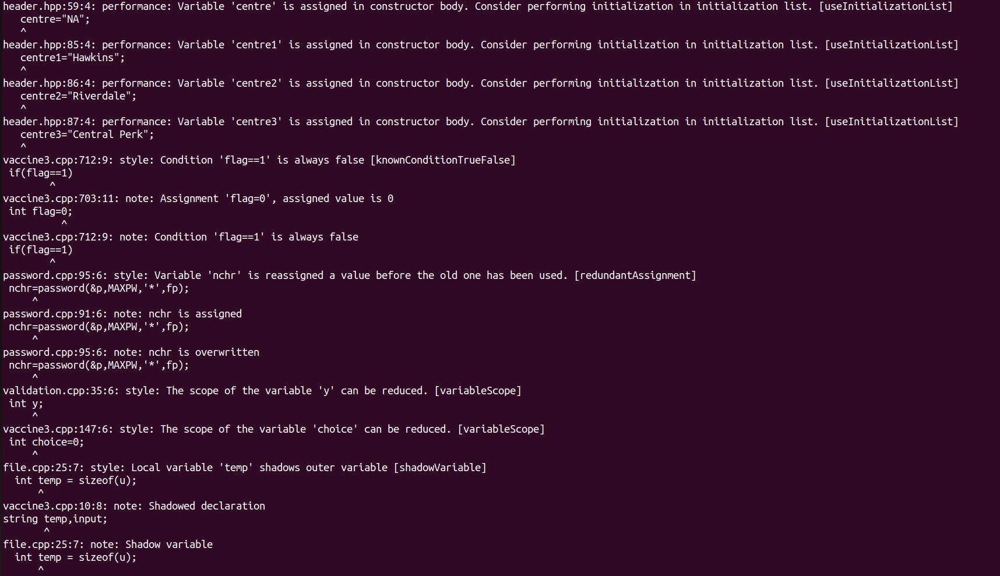 header.hpp:59:4: performance: Variable 'centre' is assigned in constructor body. Consider performing initialization in initialization list. [useInitializationList]
   centre="NA";
   ^
header.hpp:85:4: performance: Variable 'centre1' is assigned in constructor body. Consider performing initialization in initialization list. [useInitializationList]
   centre1="Hawkins";
   ^
header.hpp:86:4: performance: Variable 'centre2' is assigned in constructor body. Consider performing initialization in initialization list. [useInitializationList]
   centre2="Riverdale";
   ^
header.hpp:87:4: performance: Variable 'centre3' is assigned in constructor body. Consider performing initialization in initialization list. [useInitializationList]
   centre3="Central Perk";
   ^
vaccine3.cpp:712:9: style: Condition 'flag==1' is always false [knownConditionTrueFalse]
 if(flag==1)
        ^
vaccine3.cpp:703:11: note: Assignment 'flag=0', assigned value is 0
 int flag=0;
          ^
vaccine3.cpp:712:9: note: Condition 'flag==1' is always false
 if(flag==1)
        ^
password.cpp:95:6: style: Variable 'nchr' is reassigned a value before the old one has been used. [redundantAssignment]
 nchr=password(&p,MAXPW,'*',fp);
     ^
password.cpp:91:6: note: nchr is assigned
 nchr=password(&p,MAXPW,'*',fp);
     ^
password.cpp:95:6: note: nchr is overwritten
 nchr=password(&p,MAXPW,'*',fp);
     ^
validation.cpp:35:6: style: The scope of the variable 'y' can be reduced. [variableScope]
 int y;
     ^
vaccine3.cpp:147:6: style: The scope of the variable 'choice' can be reduced. [variableScope]
 int choice=0;
     ^
file.cpp:25:7: style: Local variable 'temp' shadows outer variable [shadowVariable]
  int temp = sizeof(u);
      ^
vaccine3.cpp:10:8: note: Shadowed declaration
string temp,input;
       ^
file.cpp:25:7: note: Shadow variable
  int temp = sizeof(u);
      ^